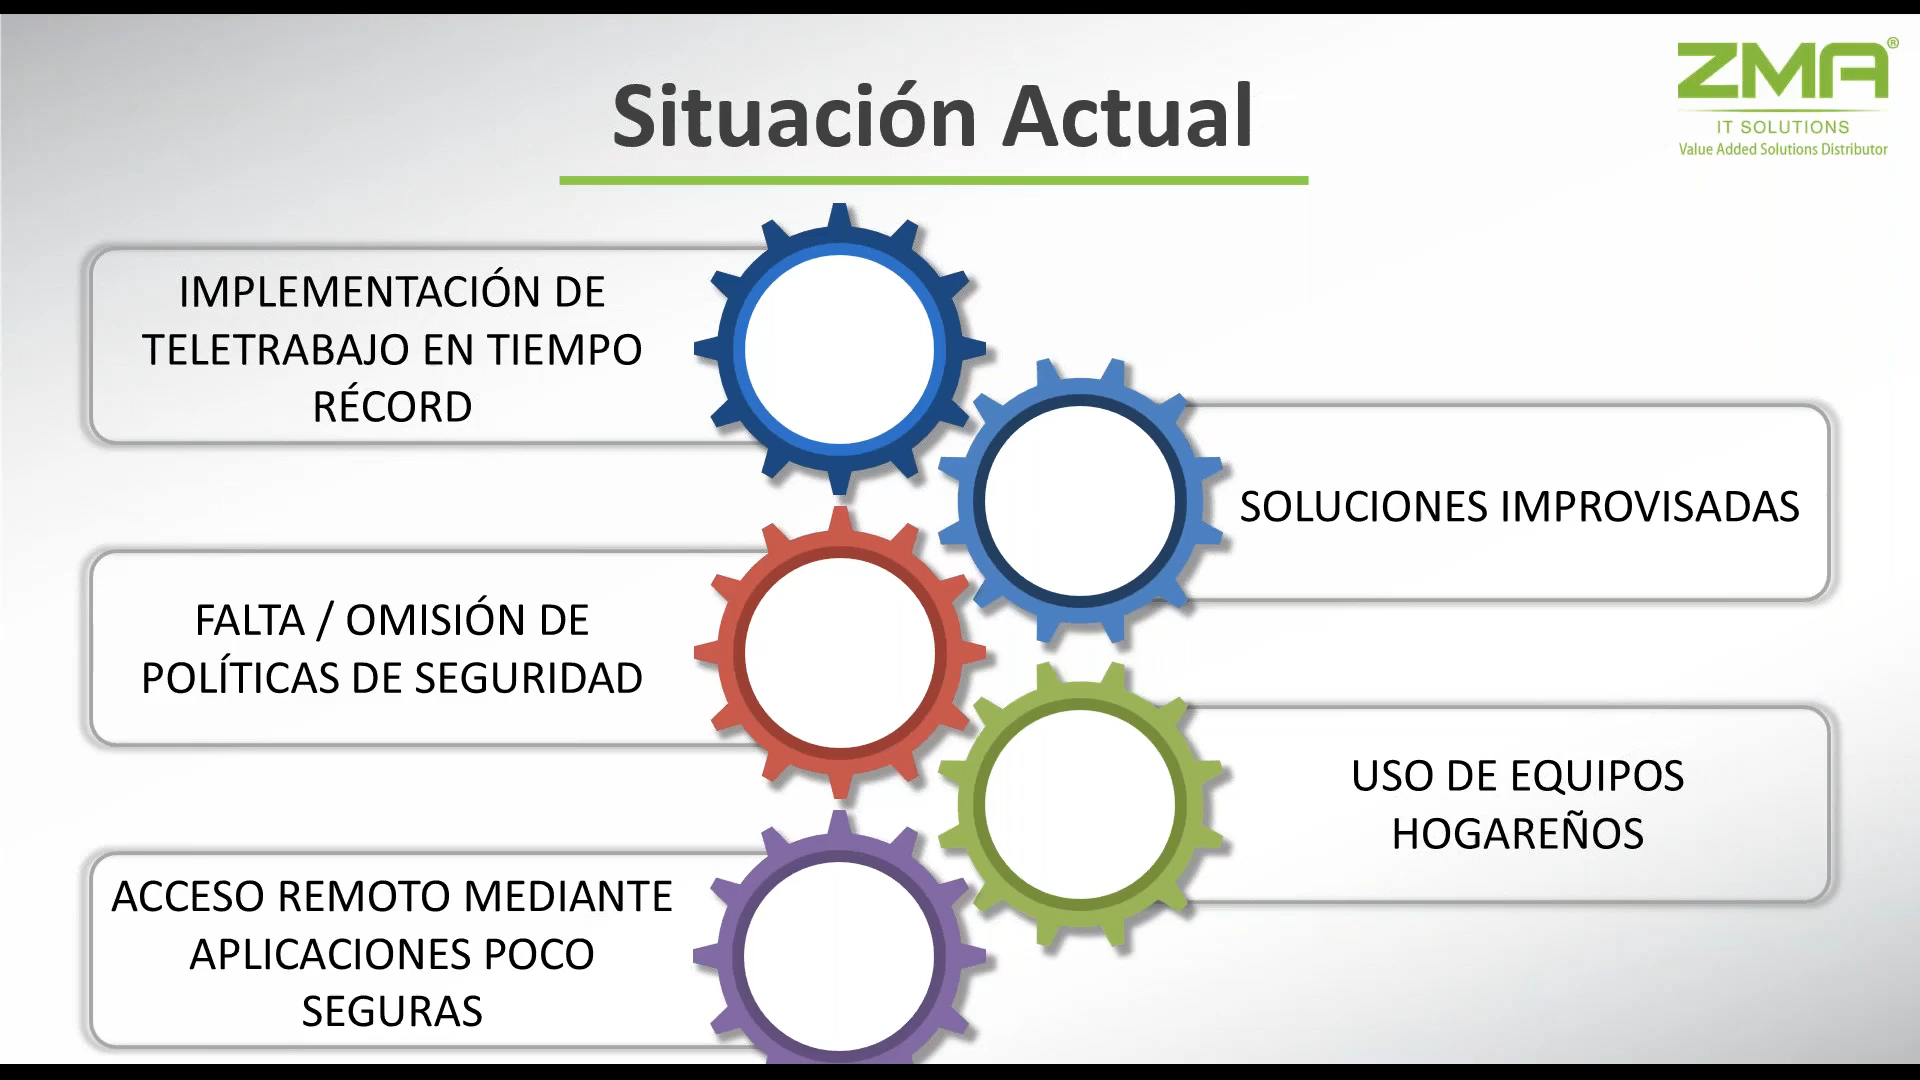 Situación Actual
ZMA®
IT SOLUTIONS
Value Added Solutions Distributor
IMPLEMENTACIÓN DE
TELETRABAJO EN TIEMPO
RÉCORD
SOLUCIONES IMPROVISADAS
FALTA / OMISIÓN DE
POLÍTICAS DE SEGURIDAD
USO DE EQUIPOS
HOGAREÑOS
ACCESO REMOTO MEDIANTE
APLICACIONES POCO
SEGURAS